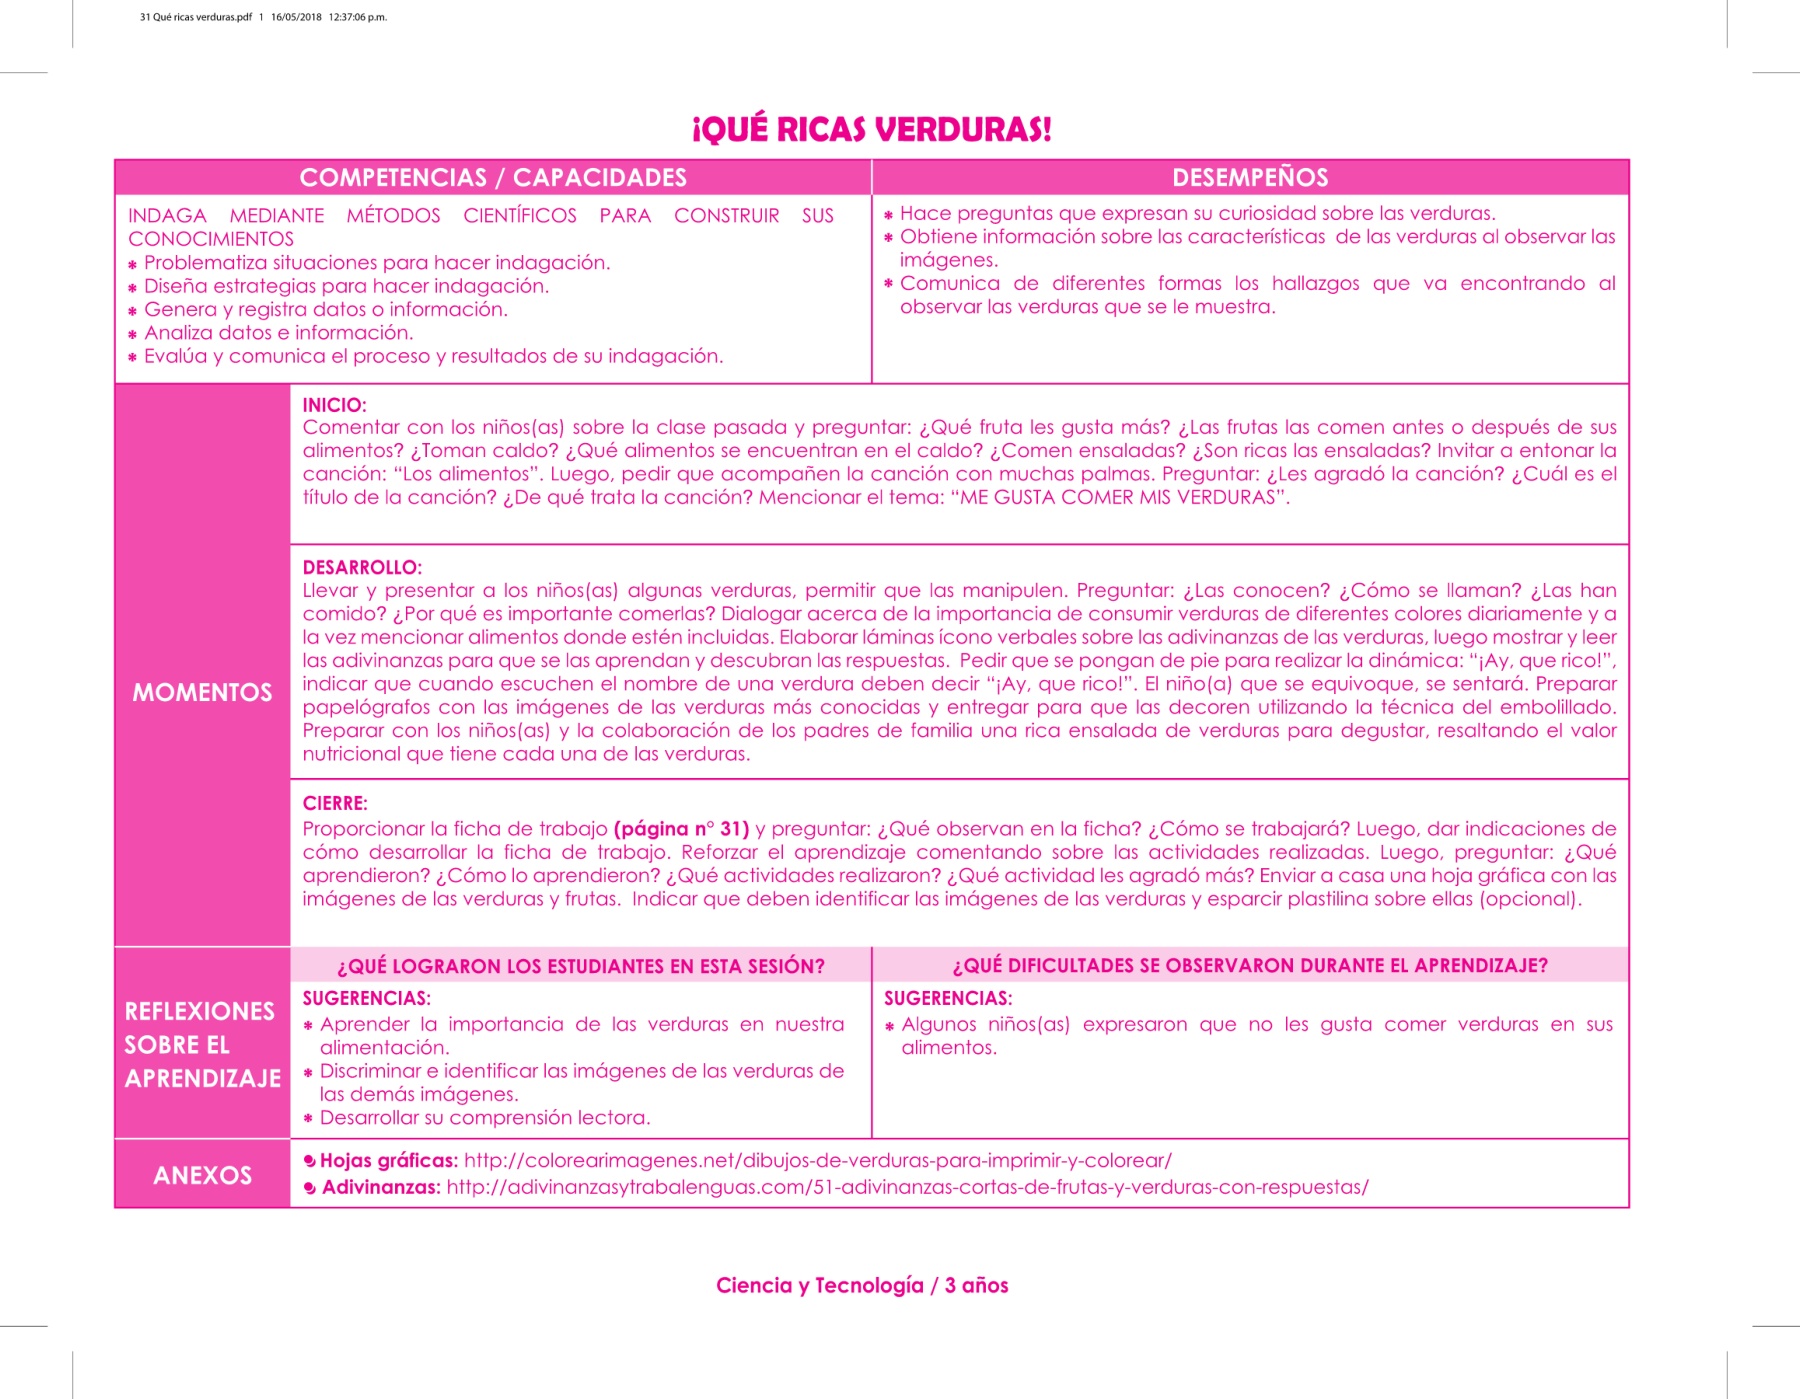 31 Qué ricas verduras.pdf 1 16/05/2018 12:37:06 p.m.
¡QUÉ RICAS VERDURAS!
COMPETENCIAS / CAPACIDADES
INDAGA MEDIANTE MÉTODOS CIENTÍFICOS PARA CONSTRUIR SUS
CONOCIMIENTOS
* Problematiza situaciones para hacer indagación.
* Diseña estrategias para hacer indagación.
* Genera y registra datos o información.
* Analiza datos e información.
* Evalúa y comunica el proceso y resultados de su indagación.
DESEMPEÑOS
* Hace preguntas que expresan su curiosidad sobre las verduras.
* Obtiene información sobre las características de las verduras al observar las
imágenes.
* Comunica de diferentes formas los hallazgos que va encontrando al
observar las verduras que se le muestra.
MOMENTOS
INICIO:
Comentar con los niños(as) sobre la clase pasada y preguntar: ¿Qué fruta les gusta más? ¿Las frutas las comen antes o después de sus
alimentos? ¿Toman caldo? ¿Qué alimentos se encuentran en el caldo? ¿Comen ensaladas? ¿Son ricas las ensaladas? Invitar a entonar la
canción: “Los alimentos”. Luego, pedir que acompañen la canción con muchas palmas. Preguntar: ¿Les agradó la canción? ¿Cuál es el
título de la canción? ¿De qué trata la canción? Mencionar el tema: “ME GUSTA COMER MIS VERDURAS”.
DESARROLLO:
Llevar y presentar a los niños(as) algunas verduras, permitir que las manipulen. Preguntar: ¿Las conocen? ¿Cómo se llaman? ¿Las han
comido? ¿Por qué es importante comerlas? Dialogar acerca de la importancia de consumir verduras de diferentes colores diariamente y a
la vez mencionar alimentos donde estén incluidas. Elaborar láminas ícono verbales sobre las adivinanzas de las verduras, luego mostrar y leer
las adivinanzas para que se las aprendan y descubran las respuestas. Pedir que se pongan de pie para realizar la dinámica: “¡Ay, que rico!”,
indicar que cuando escuchen el nombre de una verdura deben decir “¡Ay, que rico!”. El niño(a) que se equivoque, se sentará. Preparar
papelógrafos con las imágenes de las verduras más conocidas y entregar para que las decoren utilizando la técnica del embolillado.
Preparar con los niños(as) y la colaboración de los padres de familia una rica ensalada de verduras para degustar, resaltando el valor
nutricional que tiene cada una de las verduras.
CIERRE:
Proporcionar la ficha de trabajo (página n° 31) y preguntar: ¿Qué observan en la ficha? ¿Cómo se trabajará? Luego, dar indicaciones de
cómo desarrollar la ficha de trabajo. Reforzar el aprendizaje comentando sobre las actividades realizadas. Luego, preguntar: ¿Qué
aprendieron? ¿Cómo lo aprendieron? ¿Qué actividades realizaron? ¿Qué actividad les agradó más? Enviar a casa una hoja gráfica con las
imágenes de las verduras y frutas. Indicar que deben identificar las imágenes de las verduras y esparcir plastilina sobre ellas (opcional).
REFLEXIONES
SOBRE EL
APRENDIZAJE
¿QUÉ LOGRARON LOS ESTUDIANTES EN ESTA SESIÓN?
SUGERENCIAS:
* Aprender la importancia de las verduras en nuestra
alimentación.
* Discriminar e identificar las imágenes de las verduras de
las demás imágenes.
* Desarrollar su comprensión lectora.
¿QUÉ DIFICULTADES SE OBSERVARON DURANTE EL APRENDIZAJE?
SUGERENCIAS:
* Algunos niños(as) expresaron que no les gusta comer verduras en sus
alimentos.
ANEXOS
Hojas gráficas: http://colorearimagenes.net/dibujos-de-verduras-para-imprimir-y-colorear/
Adivinanzas: http://adivinanzasytrabalenguas.com/51-adivinanzas-cortas-de-frutas-y-verduras-con-respuestas/
Ciencia y Tecnología / 3 años